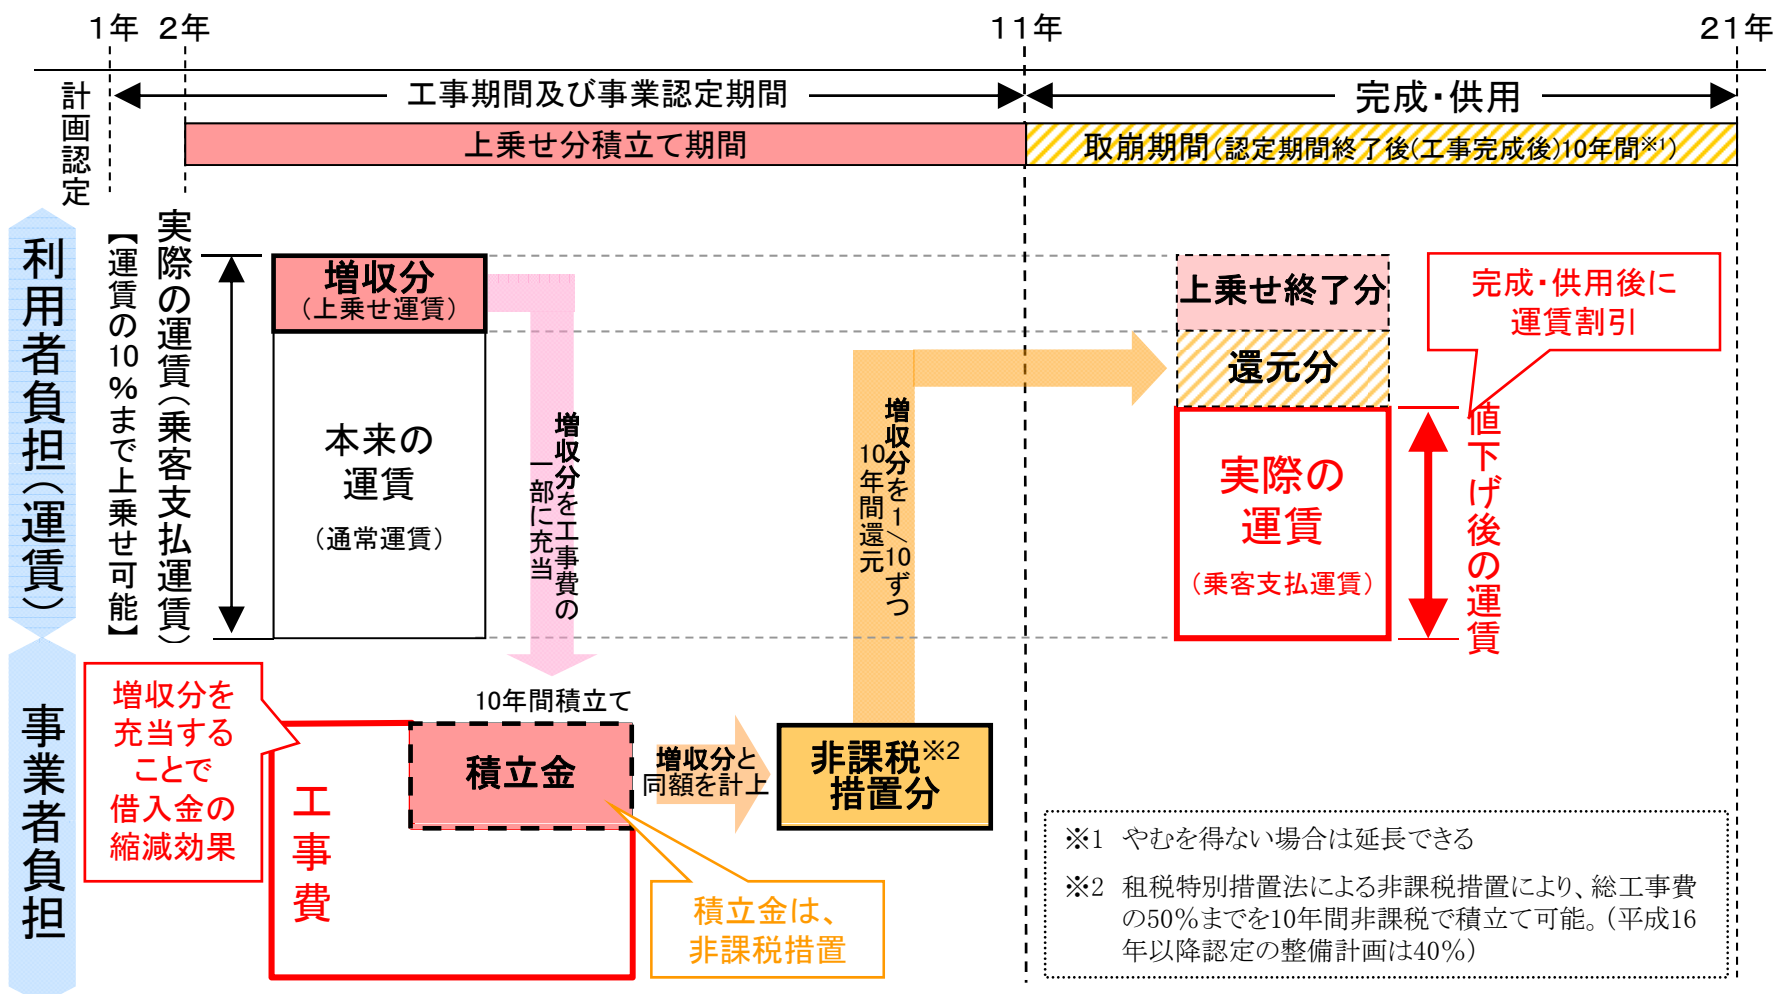 1年
2年
11年
21年
計画認定
工事期間及び事業認定期間
完成・供用
上乗せ分積立て期間
取崩期間(認定期間終了後(工事完成後)10年間※1)
利用者負担(運賃)
【運賃の10%まで上乗せ可能】
実際の運賃(乗客支払運賃)
増収分
(上乗せ運賃)
本来の
運賃
(通常運賃)
増収分を工事費の
一部に充当
増収分を1/10ずつ
10年間還元
上乗せ終了分
還元分
実際の
運賃
(乗客支払運賃)
完成・供用後に
運賃割引
値下げ後の運賃
事業者負担
増収分を
充当する
ことで
借入金の
縮減効果
工事費
10年間積立て
積立金
増収分と
同額を計上
非課税※2
措置分
積立金は、
非課税措置
※1 やむを得ない場合は延長できる
※2 租税特別措置法による非課税措置により、総工事費
の50%までを10年間非課税で積立て可能。(平成16
年以降認定の整備計画は40%)